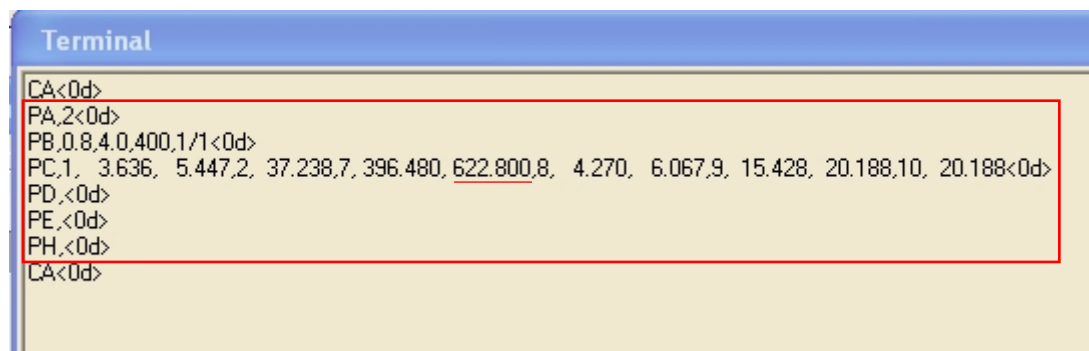 Terminal
CA<0d>
PA,2<0d>
PB,0.8,4.0,400,1/1<0d>
PC,1,  3.636,  5.447,2,  37.238,7, 396.480, 622.800,8,   4.270,   6.067,9,  15.428,  20.188,10,  20.188<0d>
PD,<0d>
PE,<0d>
PH,<0d>
CA<0d>